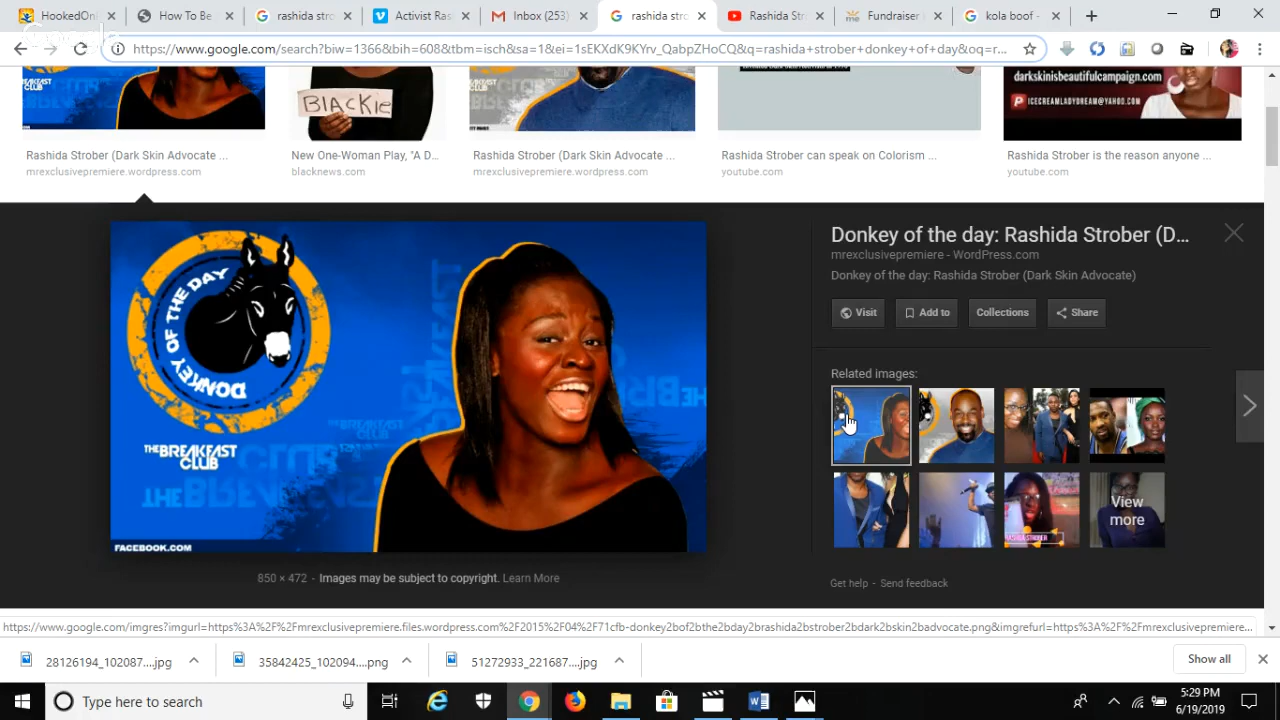 HookedOn
How To Be
rashida str
Activist Ras
Inbox (253)
rashida stro
Rashida Str
Fundraiser
kola boof -
https://www.google.com/search?biw=1366&bih=608&tbm=isch&sa=1&ei=1sEKXdK9KYrv_QabpZHoCQ&q=rashida+strober+donkey+of+day&oq=r...
BlACKiE
darkskinisbeautifulcampaign.com
ICECREAMLADYDREAM@YAHOO.COM
Rashida Strober (Dark Skin Advocate ...
mrexclusivepremiere.wordpress.com
New One-Woman Play, "A D...
blacknews.com
Rashida Strober (Dark Skin Advocate ...
mrexclusivepremiere.wordpress.com
Rashida Strober can speak on Colorism ...
youtube.com
Rashida Strober is the reason anyone ...
youtube.com
DONKEY OF THE DAY
THE BREAKFAST
CLUB
FACEBOOK.COM
850 × 472 - Images may be subject to copyright. Learn More
Donkey of the day: Rashida Strober (D...
mrexclusivepremiere - WordPress.com
Donkey of the day: Rashida Strober (Dark Skin Advocate)
Visit
Add to
Collections
Share
Related images:
RASHIDA STROBER
View
more
Get help - Send feedback
https://www.google.com/imgres?imgurl=https%3A%2F%2Fmrexclusivepremiere.files.wordpress.com%2F2015%2F04%2F71cfb-donkey2bof2bthe2bday2brashida2bstrober2bdark2bskin2badvocate.png&imgrefurl=https%3A%2F%2Fmrexclusivepremiere...
28126194_102087....jpg
35842425_102094....png
51272933_221687....jpg
Show all
Type here to search
5:29 PM
6/19/2019